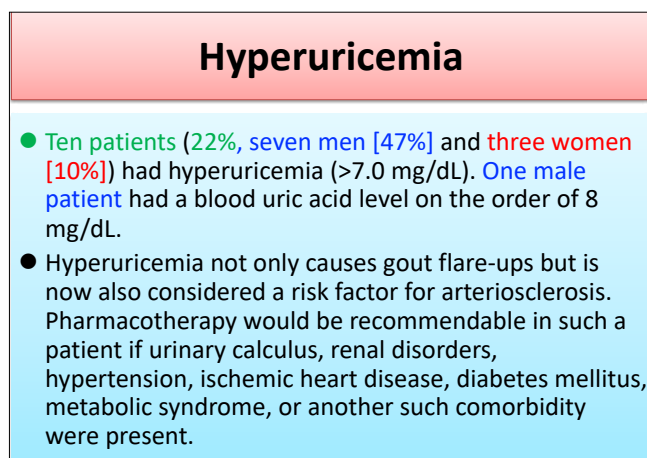 Hyperuricemia
● Ten patients (22%, seven men [47%] and three women
[10%]) had hyperuricemia (>7.0 mg/dL). One male
patient had a blood uric acid level on the order of 8
mg/dL.
● Hyperuricemia not only causes gout flare-ups but is
now also considered a risk factor for arteriosclerosis.
Pharmacotherapy would be recommendable in such a
patient if urinary calculus, renal disorders,
hypertension, ischemic heart disease, diabetes mellitus,
metabolic syndrome, or another such comorbidity
were present.